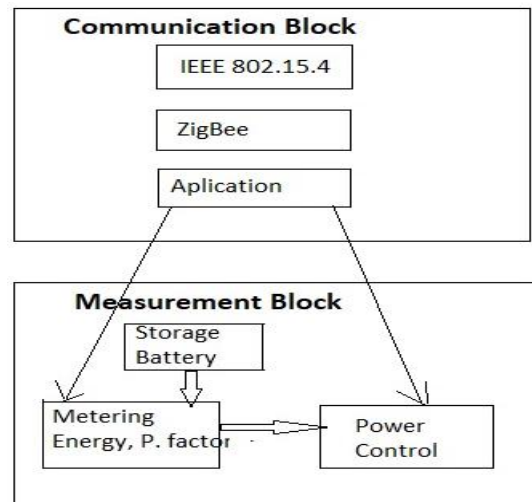 Communication Block
IEEE 802.15.4
ZigBee
Aplication
Measurement Block
Storage
Battery
Metering
Energy, P. factor
Power
Control